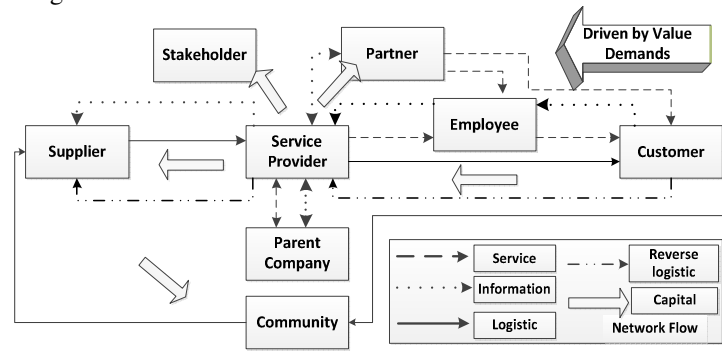 Stakeholder
Partner
Driven by Value
Demands
Supplier
Service
Provider
Employee
Customer
Parent
Company
Community
Service
Information
Logistic
Reverse
logistic
Capital
Network Flow